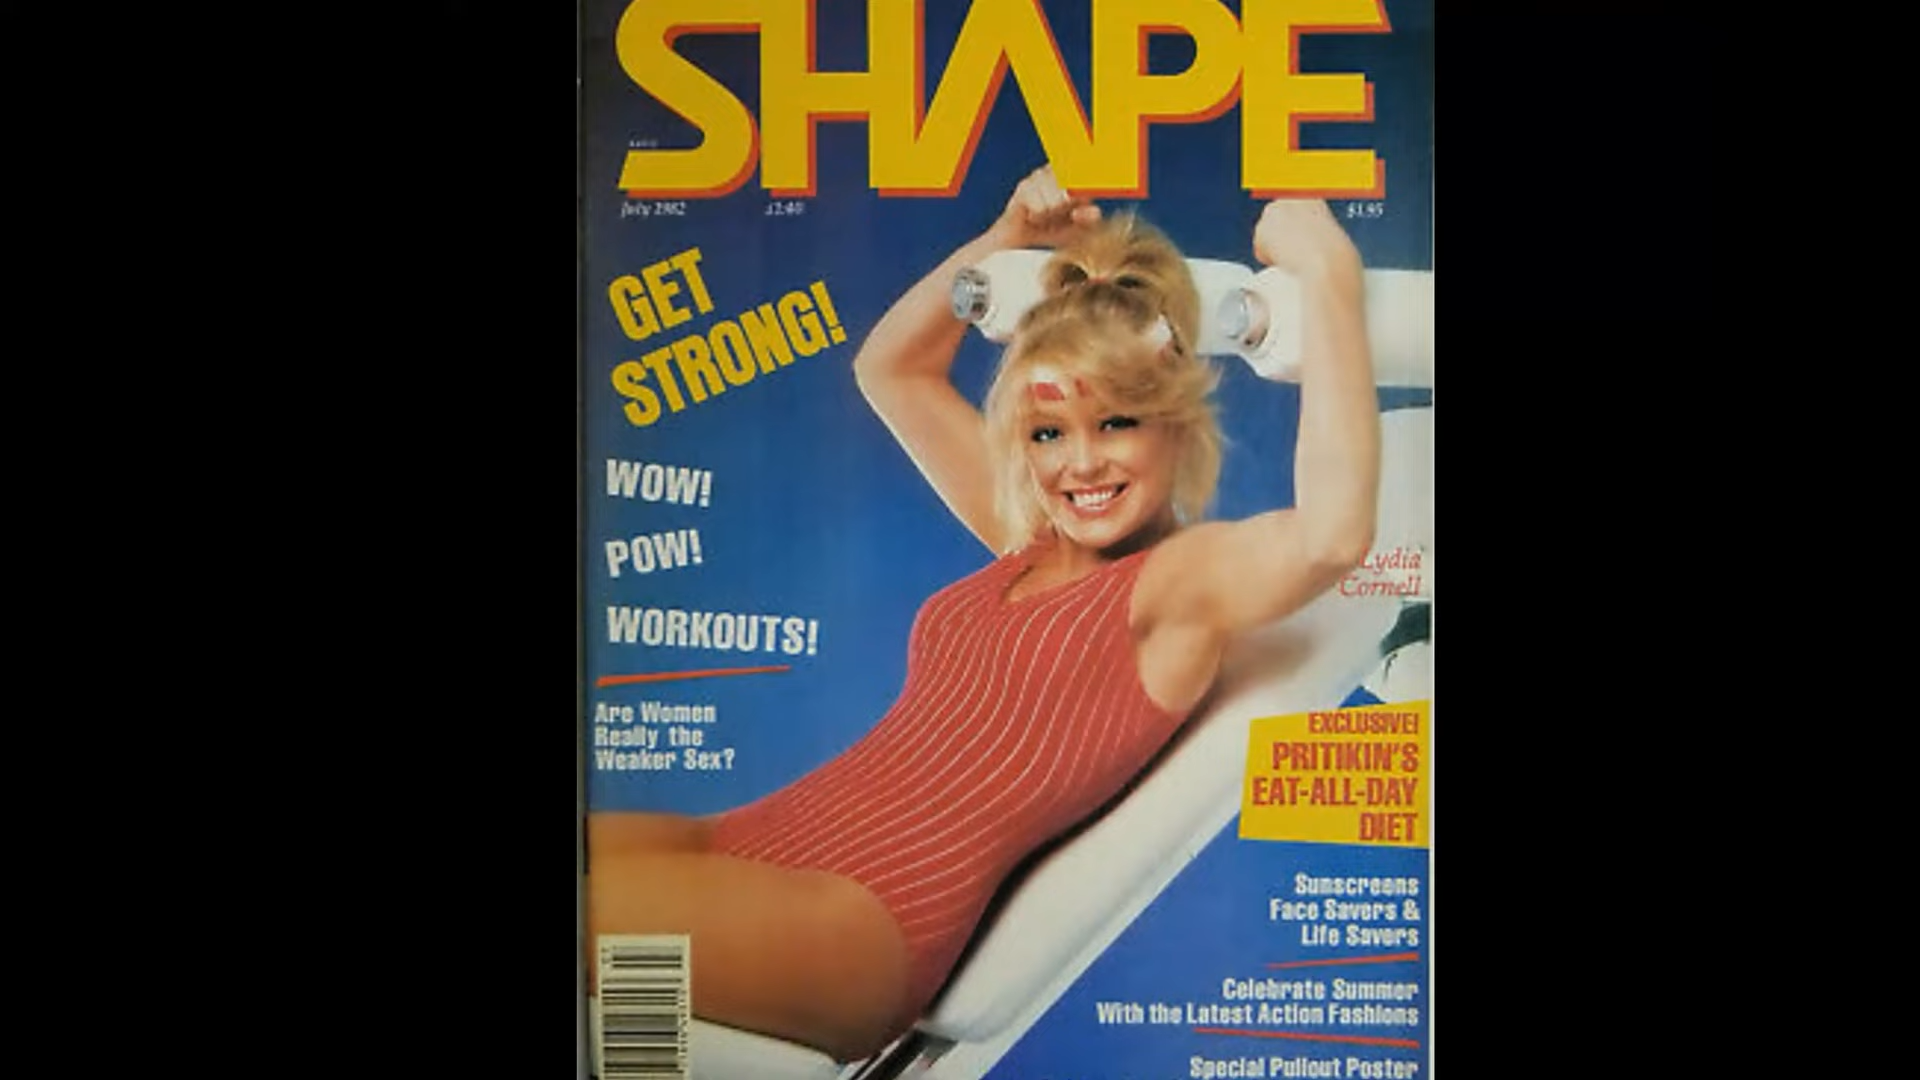 SHAPE
July 1982
$1.95
GET
STRONG!
WOW!
POW!
WORKOUTS!
Are Women
Really the
Weaker Sex?
Lydia
Cornell
EXCLUSIVE!
PRITIKIN'S
EAT-ALL-DAY
DIET
Sunscreens
Face Savers &
Life Savers
Celebrate Summer
With the Latest Action Fashions
Special Pullout Poster